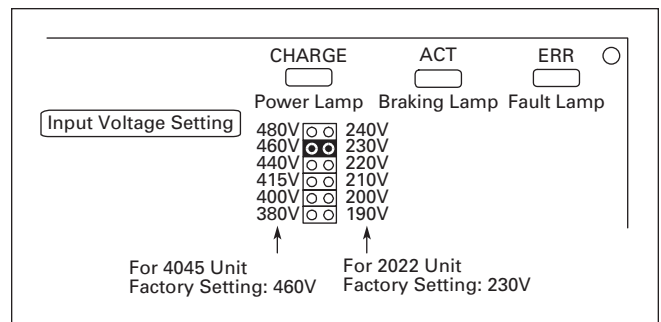 CHARGE ACT ERR
Power Lamp Braking Lamp Fault Lamp
Input Voltage Setting
480V 240V
460V 230V
440V 220V
415V 210V
400V 200V
380V 190V
For 4045 Unit For 2022 Unit
Factory Setting: 460V Factory Setting: 230V